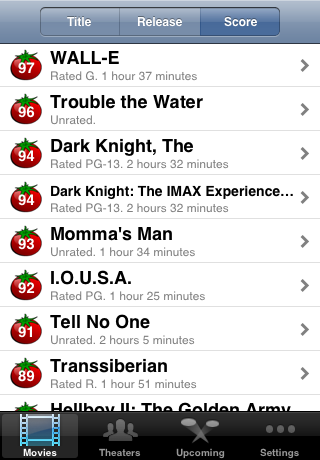 Title Release Score
97 WALL-E
Rated G. 1 hour 37 minutes
96 Trouble the Water
Unrated.
94 Dark Knight, The
Rated PG-13. 2 hours 32 minutes
94 Dark Knight: The IMAX Experience...
Rated PG-13. 2 hours 32 minutes
93 Momma's Man
Unrated. 1 hour 34 minutes
92 I.O.U.S.A.
Rated PG. 1 hour 25 minutes
91 Tell No One
Unrated. 2 hours 5 minutes
89 Transsiberian
Rated R. 1 hour 51 minutes
Hellboy II: The Golden Army
Movies Theaters Upcoming Settings